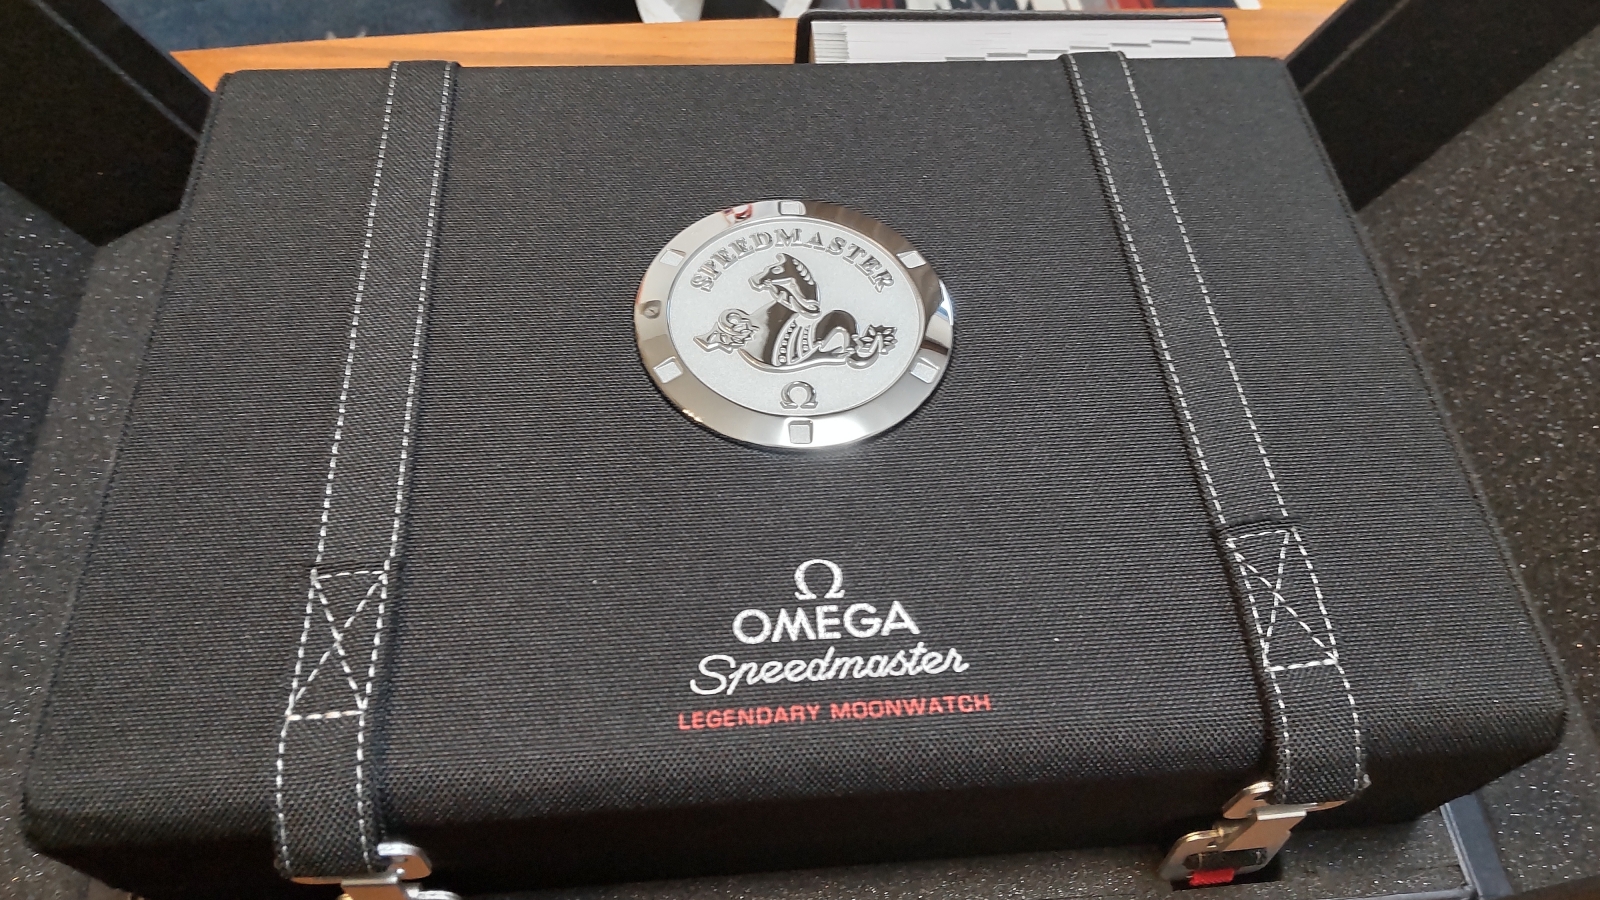 SPEEDMASTER
Ω
Ω
OMEGA
Speedmaster
LEGENDARY MOONWATCH